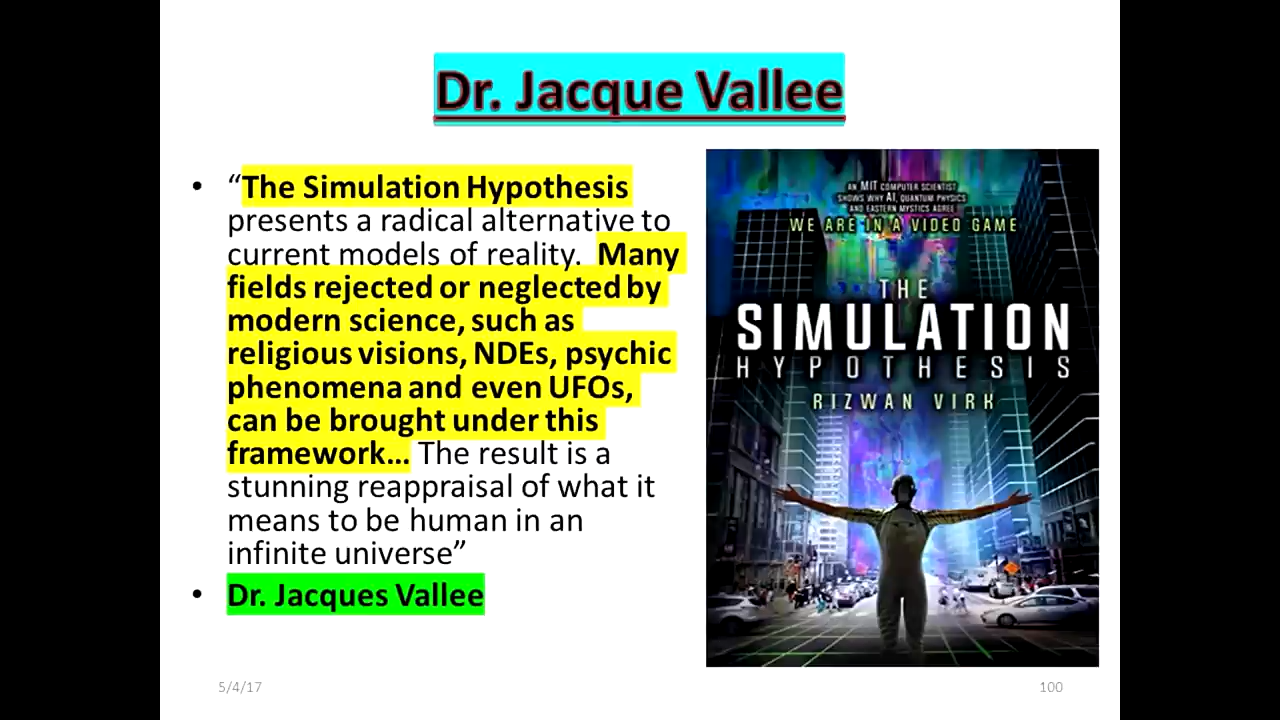 Dr. Jacque Vallee
• “The Simulation Hypothesis
presents a radical alternative to
current models of reality. Many
fields rejected or neglected by
modern science, such as
religious visions, NDEs, psychic
phenomena and even UFOs,
can be brought under this
framework… The result is a
stunning reappraisal of what it
means to be human in an
infinite universe”
• Dr. Jacques Vallee
AN MIT COMPUTER SCIENTIST
SHOWS WHY AI, QUANTUM PHYSICS
AND EASTERN MYSTICS AGREE
WE ARE IN A VIDEO GAME
THE
SIMULATION
HYPOTHESIS
RIZWAN VIRK
5/4/17
100